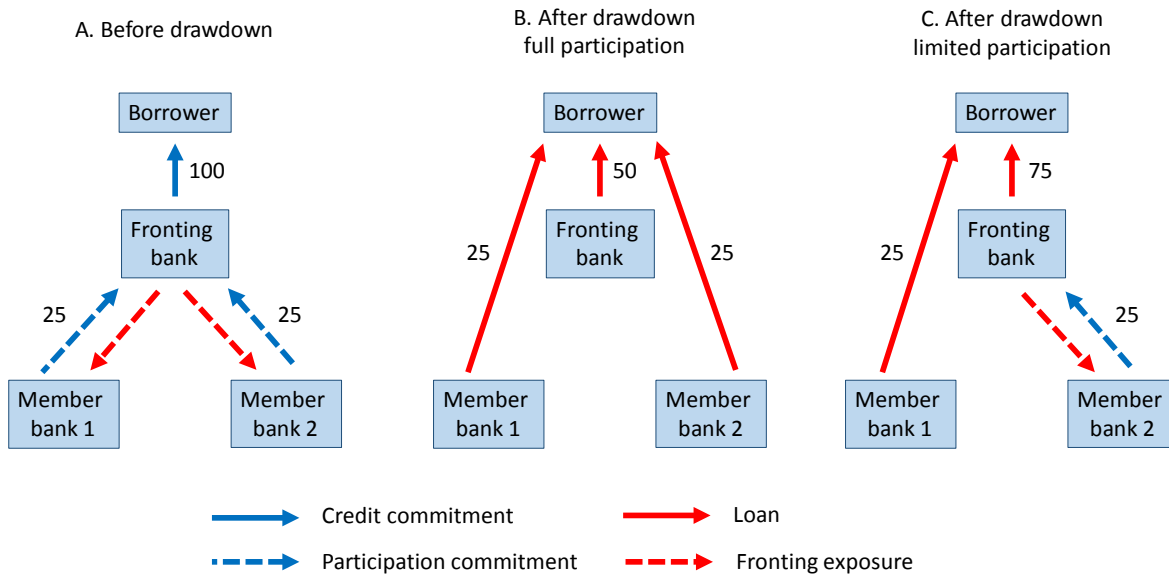 A. Before drawdown
Borrower
100
Fronting
bank
25
25
Member
bank 1
Member
bank 2
B. After drawdown
full participation
Borrower
50
Fronting
bank
25
25
Member
bank 1
Member
bank 2
C. After drawdown
limited participation
Borrower
75
25
Fronting
bank
25
Member
bank 1
Member
bank 2
Credit commitment
Loan
Participation commitment
Fronting exposure